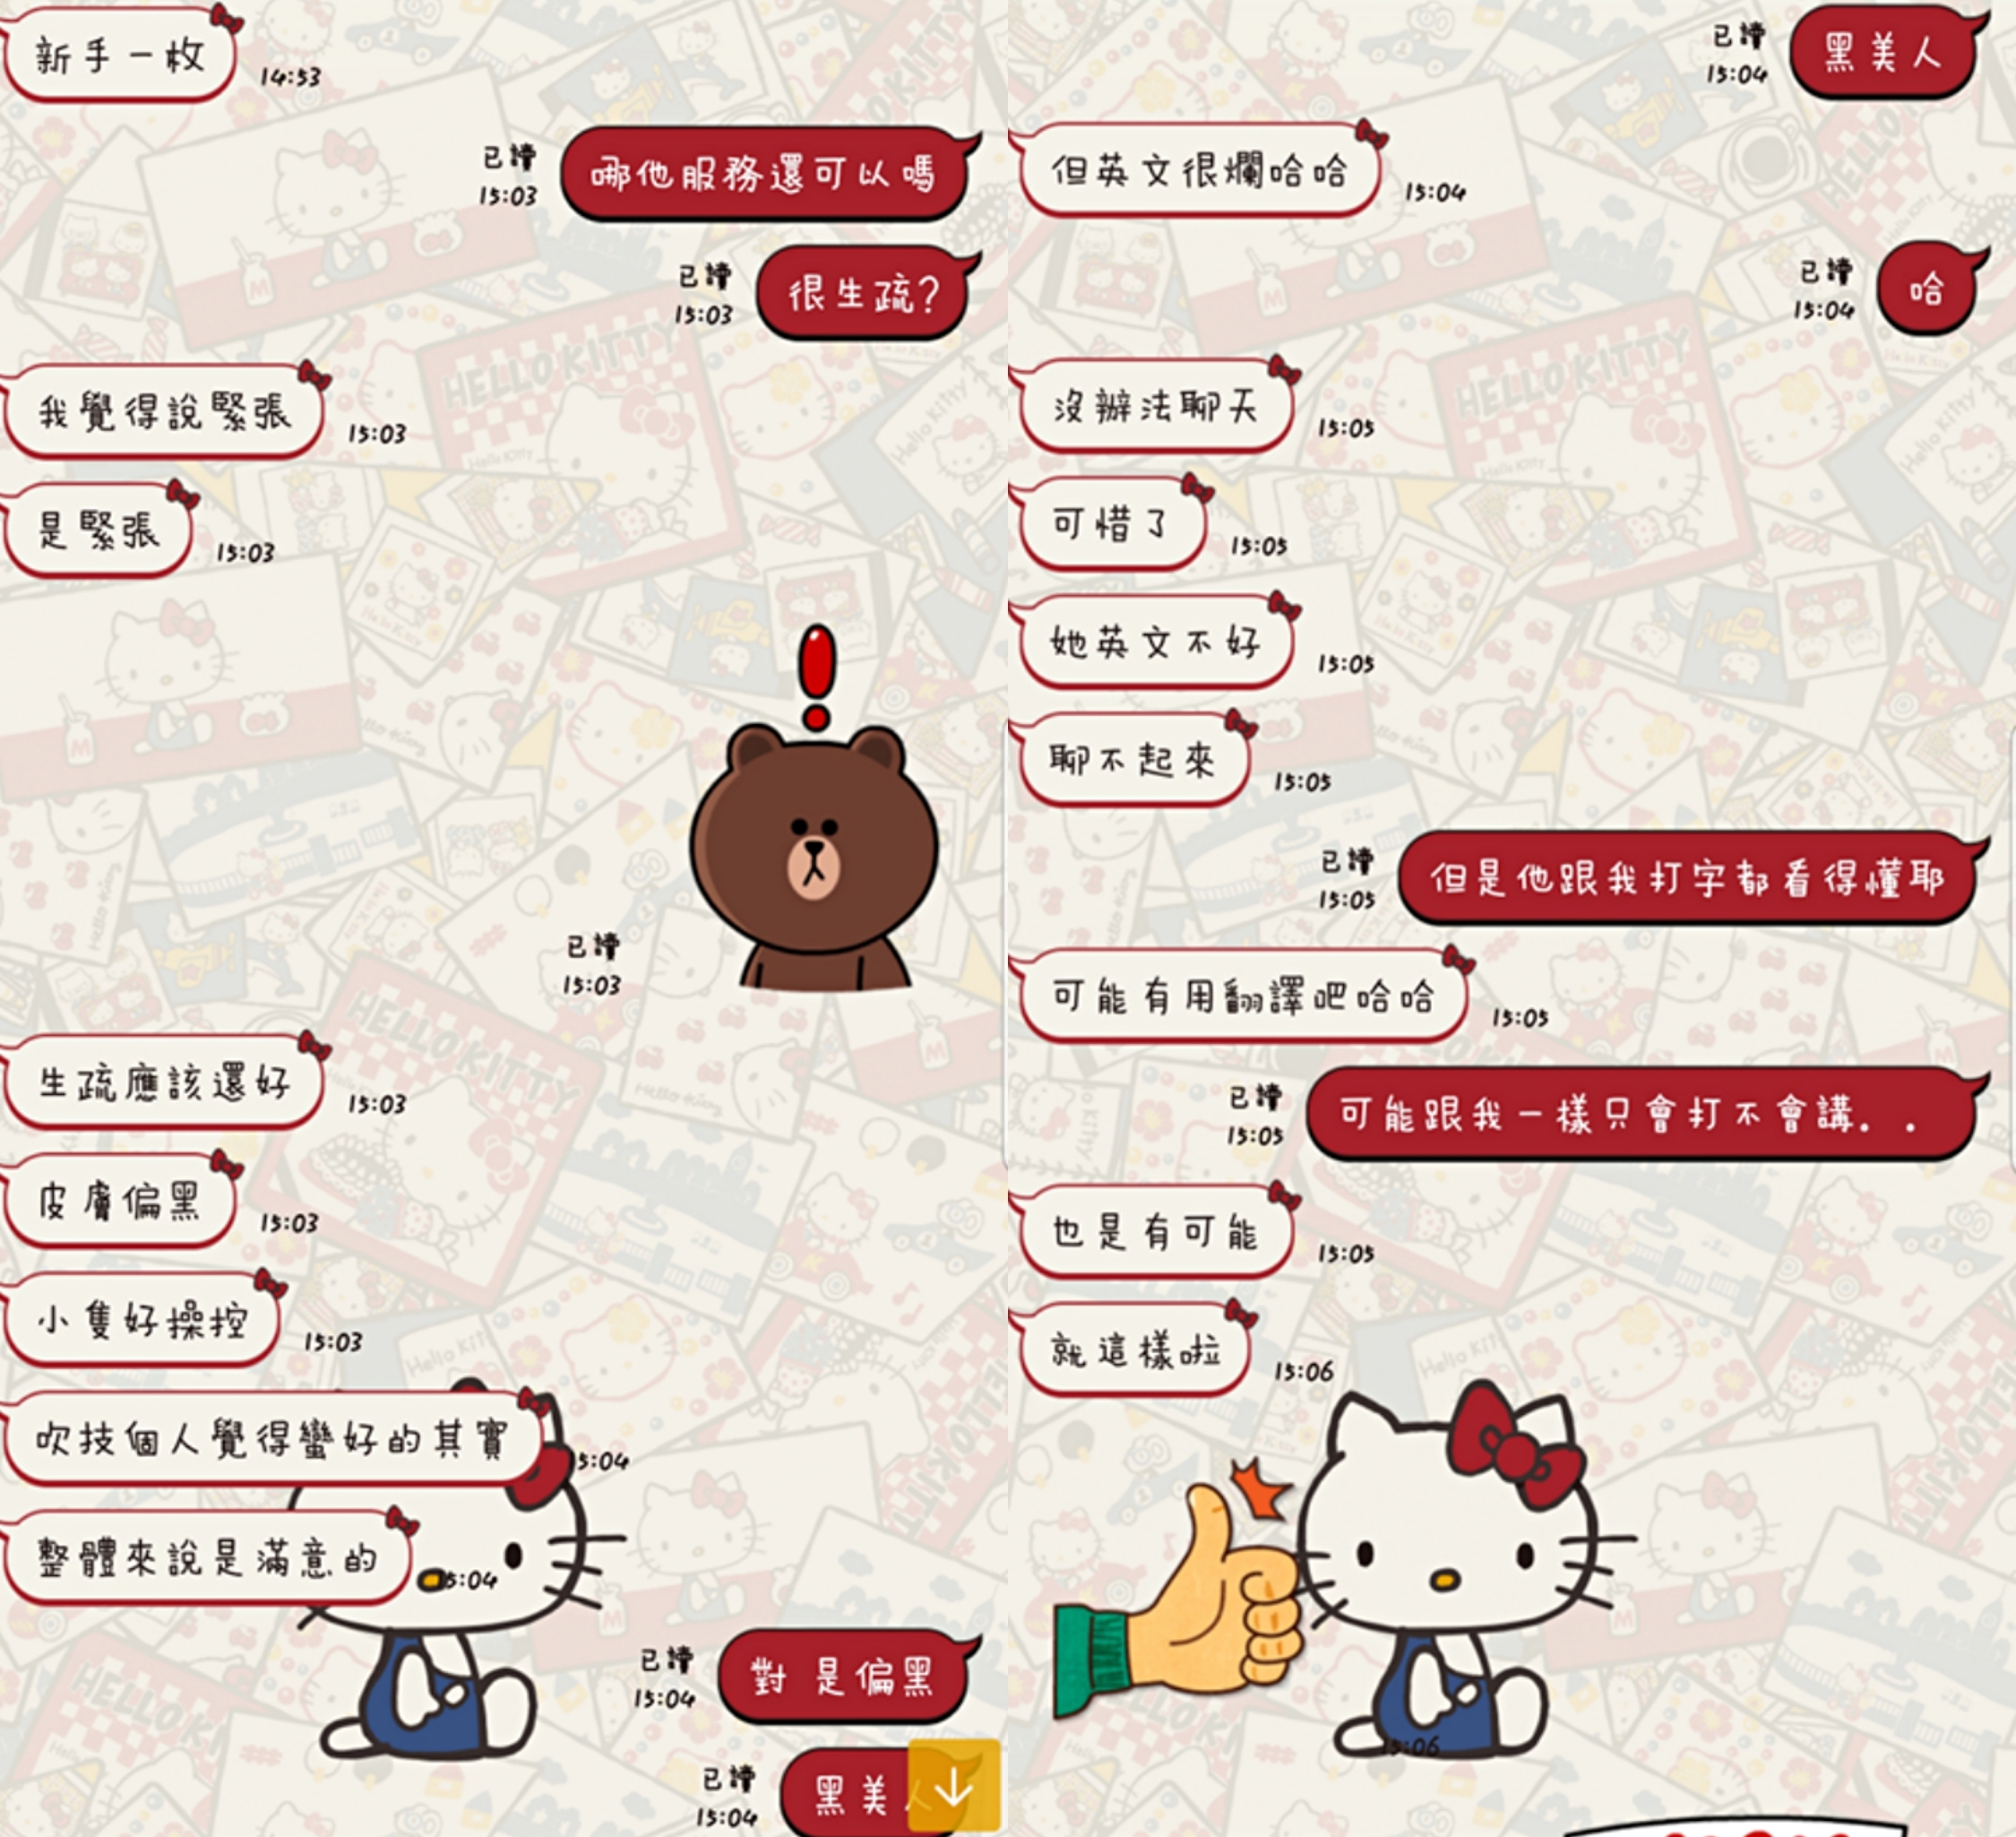 新手一枚
14:53
已讀
15:03
哪他服務還可以嗎
已讀
15:03
很生疏?
我覺得說緊張
15:03
是緊張
15:03
已讀
15:03
生疏應該還好
15:03
皮膚偏黑
15:03
小隻好操控
15:03
吹技個人覺得蠻好的其實
5:04
整體來說是滿意的
5:04
已讀
15:04
對 是偏黑
已讀
15:04
黑美人
已讀
15:04
黑美人
但英文很爛哈哈
15:04
已讀
15:04
哈
沒辦法聊天
15:05
可惜了
15:05
她英文不好
15:05
聊不起來
15:05
已讀
15:05
但是他跟我打字都看得懂耶
可能有用翻譯吧哈哈
15:05
已讀
15:05
可能跟我一樣只會打不會講..
也是有可能
15:05
就這樣啦
15:06
15:06